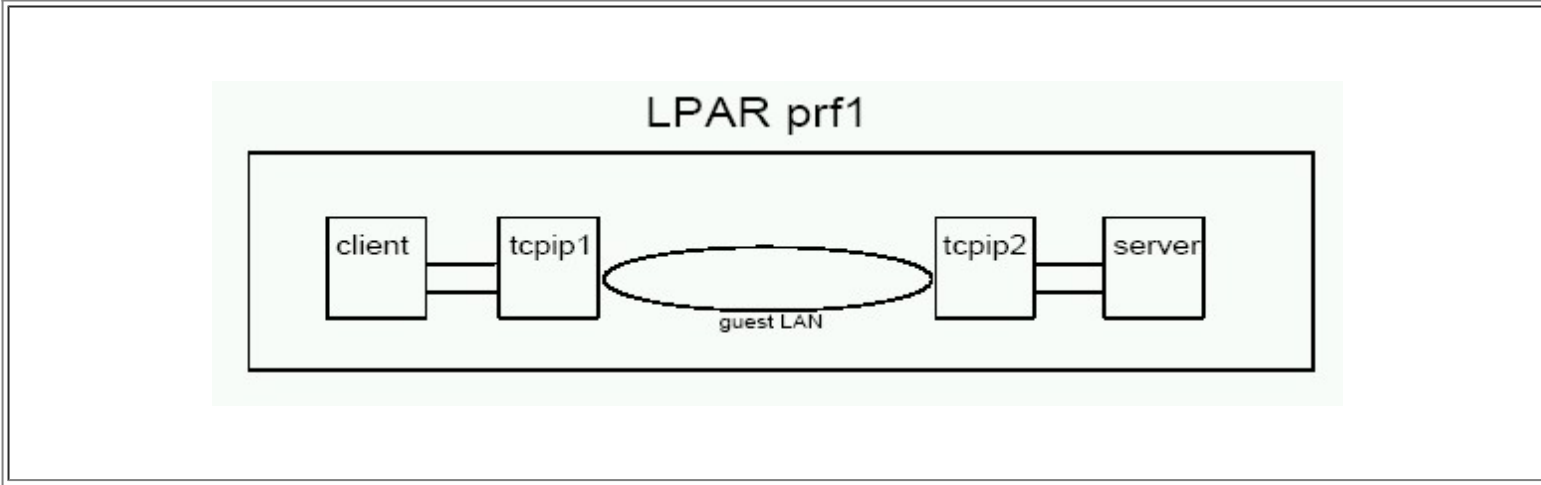 LPAR prf1
client
tcpip1
tcpip2
server
guest LAN